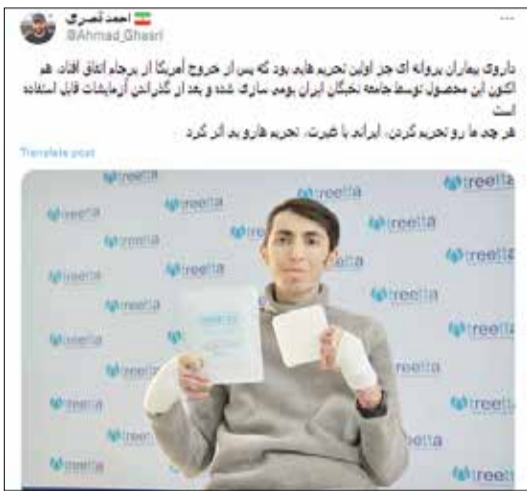 احمد قصری
@Ahmad_Ghasri
داروی بیماران پروانه ای جز اولین تحریم هایی بود که پس از خروج آمریکا از برجام اتفاق افتاد، هم
اکنون این محصول توسط جامعه نخبگان ایران بومی سازی شده و بعد از گذراندن آزمایشات قابل استفاده
است
هر چی ما رو تحریم کردن، ایرانی با غیرت، تحریم هارو بی اثر کرد
Translate post
treetta
treetta
treetta
treetta
treetta
treetta
treetta
treetta
treetta
treetta
treetta